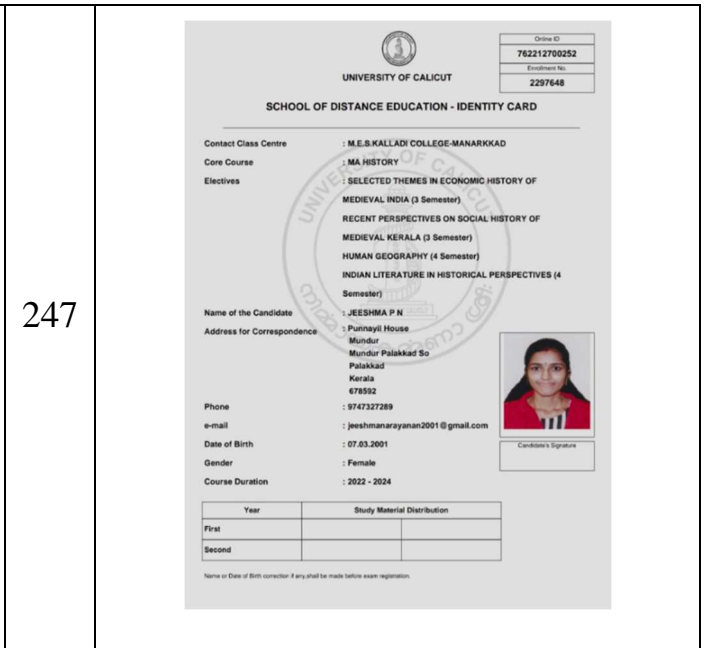 247
Online ID
762212700252
Enrollment No.
2297648
UNIVERSITY OF CALICUT
SCHOOL OF DISTANCE EDUCATION - IDENTITY CARD
Contact Class Centre : M.E.S.KALLADI COLLEGE-MANARKKAD
Core Course : MA HISTORY
Electives : SELECTED THEMES IN ECONOMIC HISTORY OF
MEDIEVAL INDIA (3 Semester)
RECENT PERSPECTIVES ON SOCIAL HISTORY OF
MEDIEVAL KERALA (3 Semester)
HUMAN GEOGRAPHY (4 Semester)
INDIAN LITERATURE IN HISTORICAL PERSPECTIVES (4
Semester)
Name of the Candidate : JEESHMA P N
Address for Correspondence : Punnayil House
Mundur
Mundur Palakkad So
Palakkad
Kerala
678592
Phone : 9747327289
e-mail : jeeshmanarayanan2001@gmail.com
Date of Birth : 07.03.2001
Candidate's Signature
Gender : Female
Course Duration : 2022 - 2024
Year Study Material Distribution
First
Second
Name or Date of Birth correction if any,shall be made before exam registration.
UNIVERSITY OF CALICUT